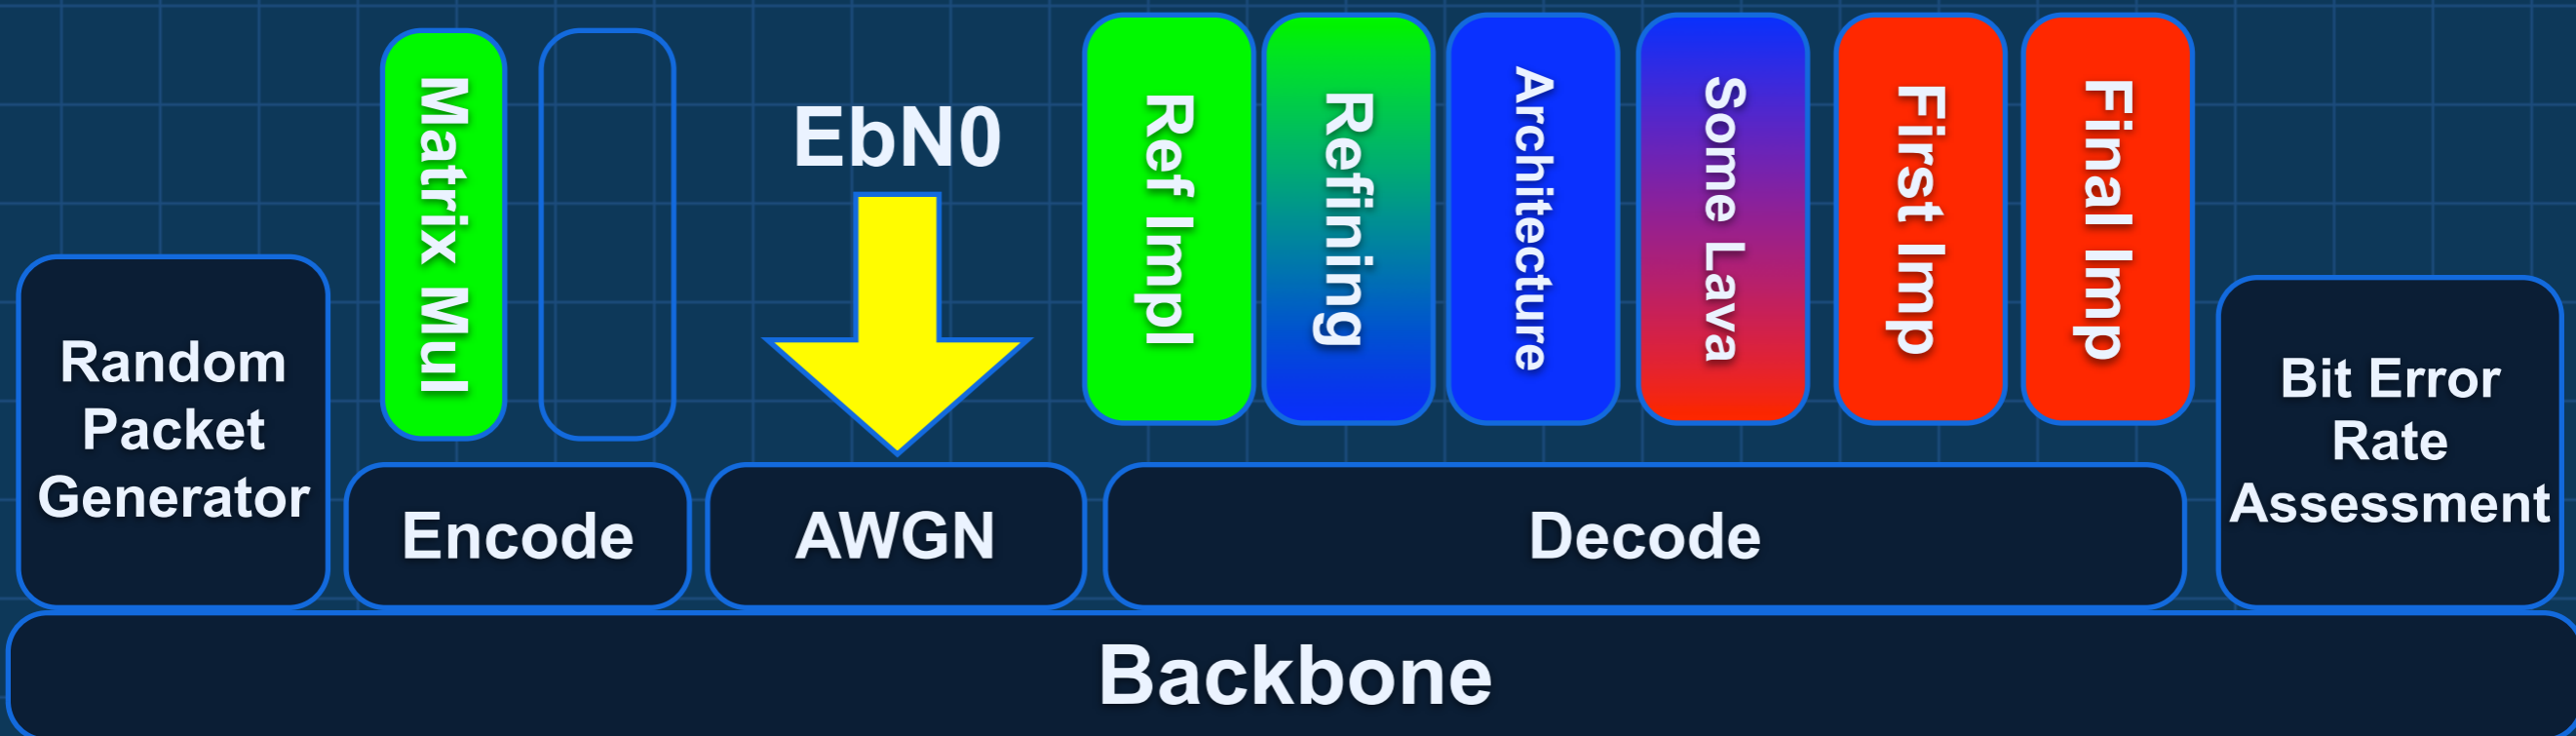 Matrix Mul
EbN0
Ref Impl
Refining
Architecture
Some Lava
First Imp
Final Imp
Random
Packet
Generator
Encode
AWGN
Decode
Bit Error
Rate
Assessment
Backbone